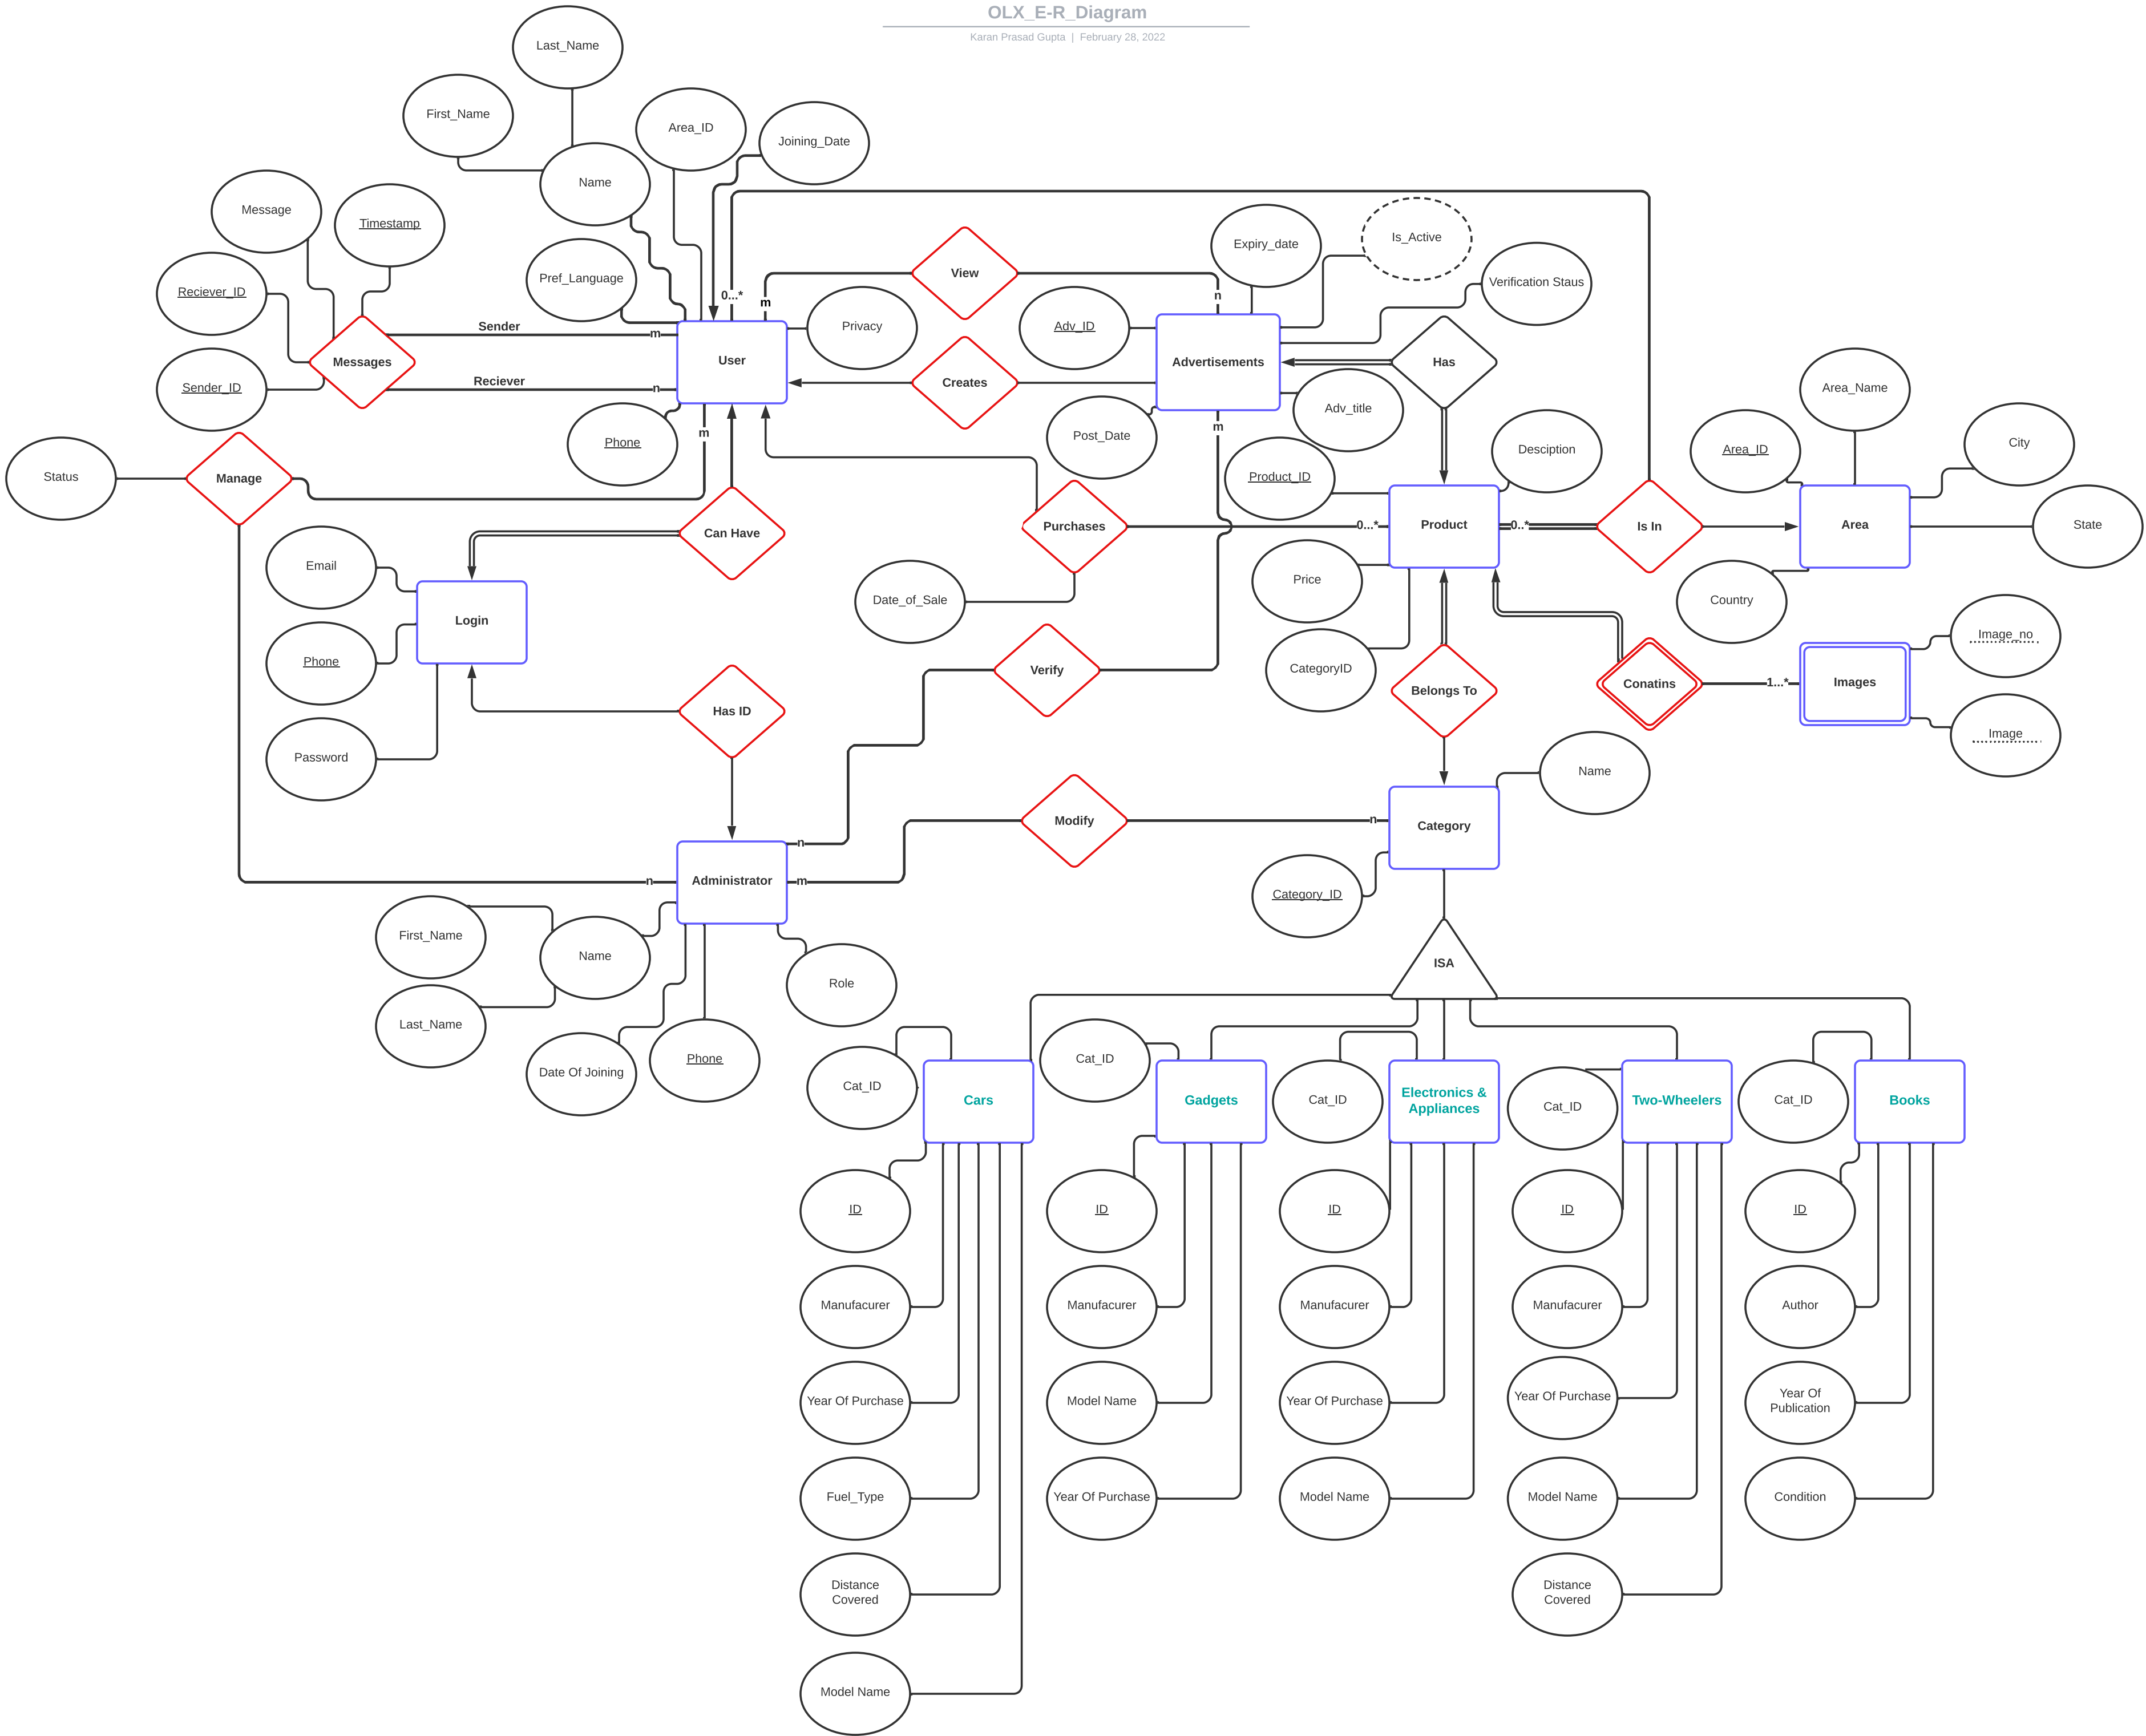 OLX_E-R_Diagram
Karan Prasad Gupta | February 28, 2022
Last_Name
First_Name
Area_ID
Joining_Date
Name
Message
Timestamp
Expiry_date
Is_Active
Verification Staus
Pref_Language
View
Reciever_ID
0...*
m
n
Privacy
Adv_ID
Sender
m
Messages
User
Advertisements
Has
Creates
Reciever
n
Sender_ID
Area_Name
Adv_title
Post_Date
m
m
Phone
Desciption
Area_ID
City
Status
Manage
Product_ID
Can Have
Purchases
0...*
Product
0..*
Is In
Area
State
Email
Price
Date_of_Sale
Country
Login
Image_no
Phone
Verify
CategoryID
Belongs To
Conatins
1...*
Images
Has ID
Image
Password
Name
Modify
n
Category
n
n
Administrator
m
Category_ID
First_Name
Name
ISA
Role
Last_Name
Date Of Joining
Phone
Cat_ID
Cat_ID
Cat_ID
Cat_ID
Cat_ID
Cars
Gadgets
Electronics &
Appliances
Two-Wheelers
Books
ID
ID
ID
ID
ID
Manufacurer
Manufacurer
Manufacurer
Manufacurer
Author
Year Of Purchase
Model Name
Year Of Purchase
Year Of Purchase
Year Of
Publication
Fuel_Type
Year Of Purchase
Model Name
Model Name
Condition
Distance
Covered
Distance
Covered
Model Name